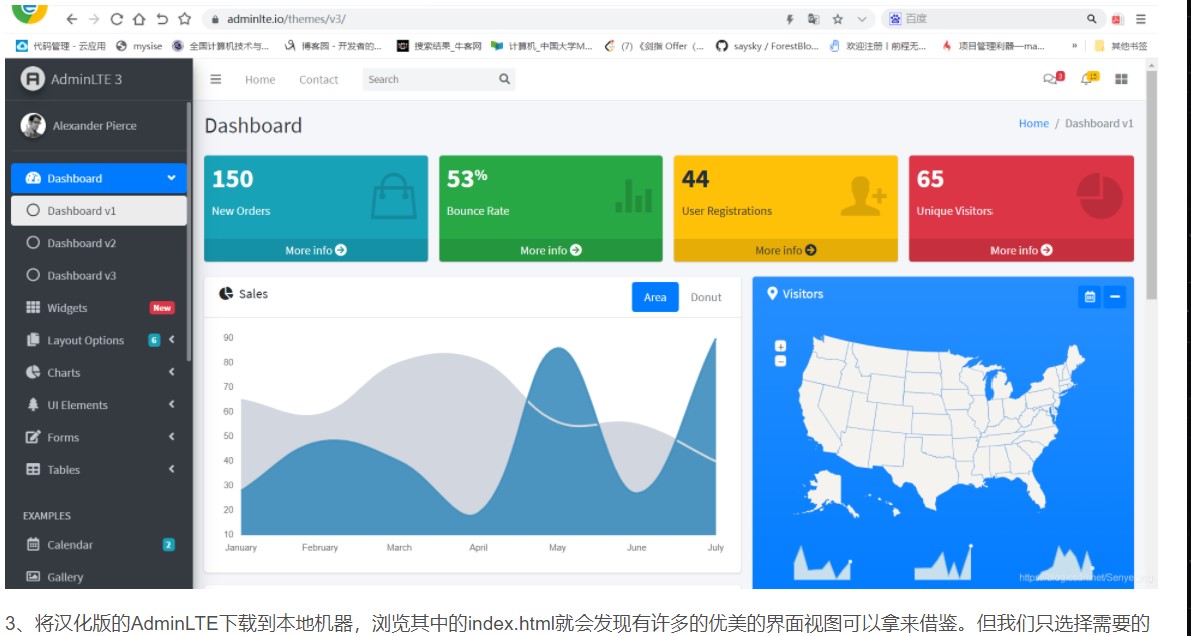 adminlte.io/themes/v3/
百度
代码管理 - 云应用
mysise
全国计算机技术与...
博客园 - 开发者的...
搜索结果_牛客网
计算机_中国大学M...
(7) 《剑指 Offer (...
saysky / ForestBlo...
欢迎注册 | 前程无...
项目管理利器—ma...
»
其他书签
AdminLTE 3
Home
Contact
Search
3
15
Alexander Pierce
Dashboard
Home / Dashboard v1
Dashboard
Dashboard v1
Dashboard v2
Dashboard v3
Widgets
New
Layout Options
6
Charts
UI Elements
Forms
Tables
EXAMPLES
Calendar
2
Gallery
150
New Orders
More info
53%
Bounce Rate
More info
44
User Registrations
More info
65
Unique Visitors
More info
Sales
Area
Donut
90
80
70
60
50
40
30
20
10
January
February
March
April
May
June
July
Visitors
+
−
3、将汉化版的AdminLTE下载到本地机器，浏览其中的index.html就会发现有许多的优美的界面视图可以拿来借鉴。但我们只选择需要的